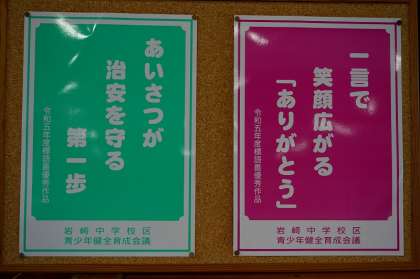 あいさつが
治安を守る
第一歩
令和五年度標語最優秀作品
岩崎中学校区
青少年健全育成会議
一言で
笑顔広がる
「ありがとう」
令和五年度標語最優秀作品
岩崎中学校区
青少年健全育成会議